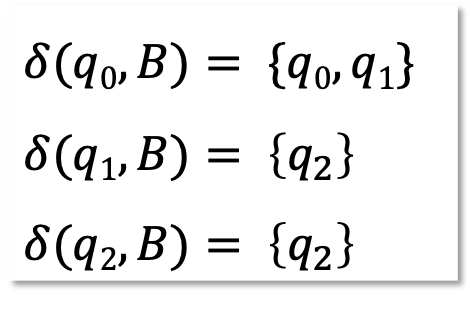 δ(q₀, B) = {q₀, q₁}
δ(q₁, B) = {q₂}
δ(q₂, B) = {q₂}